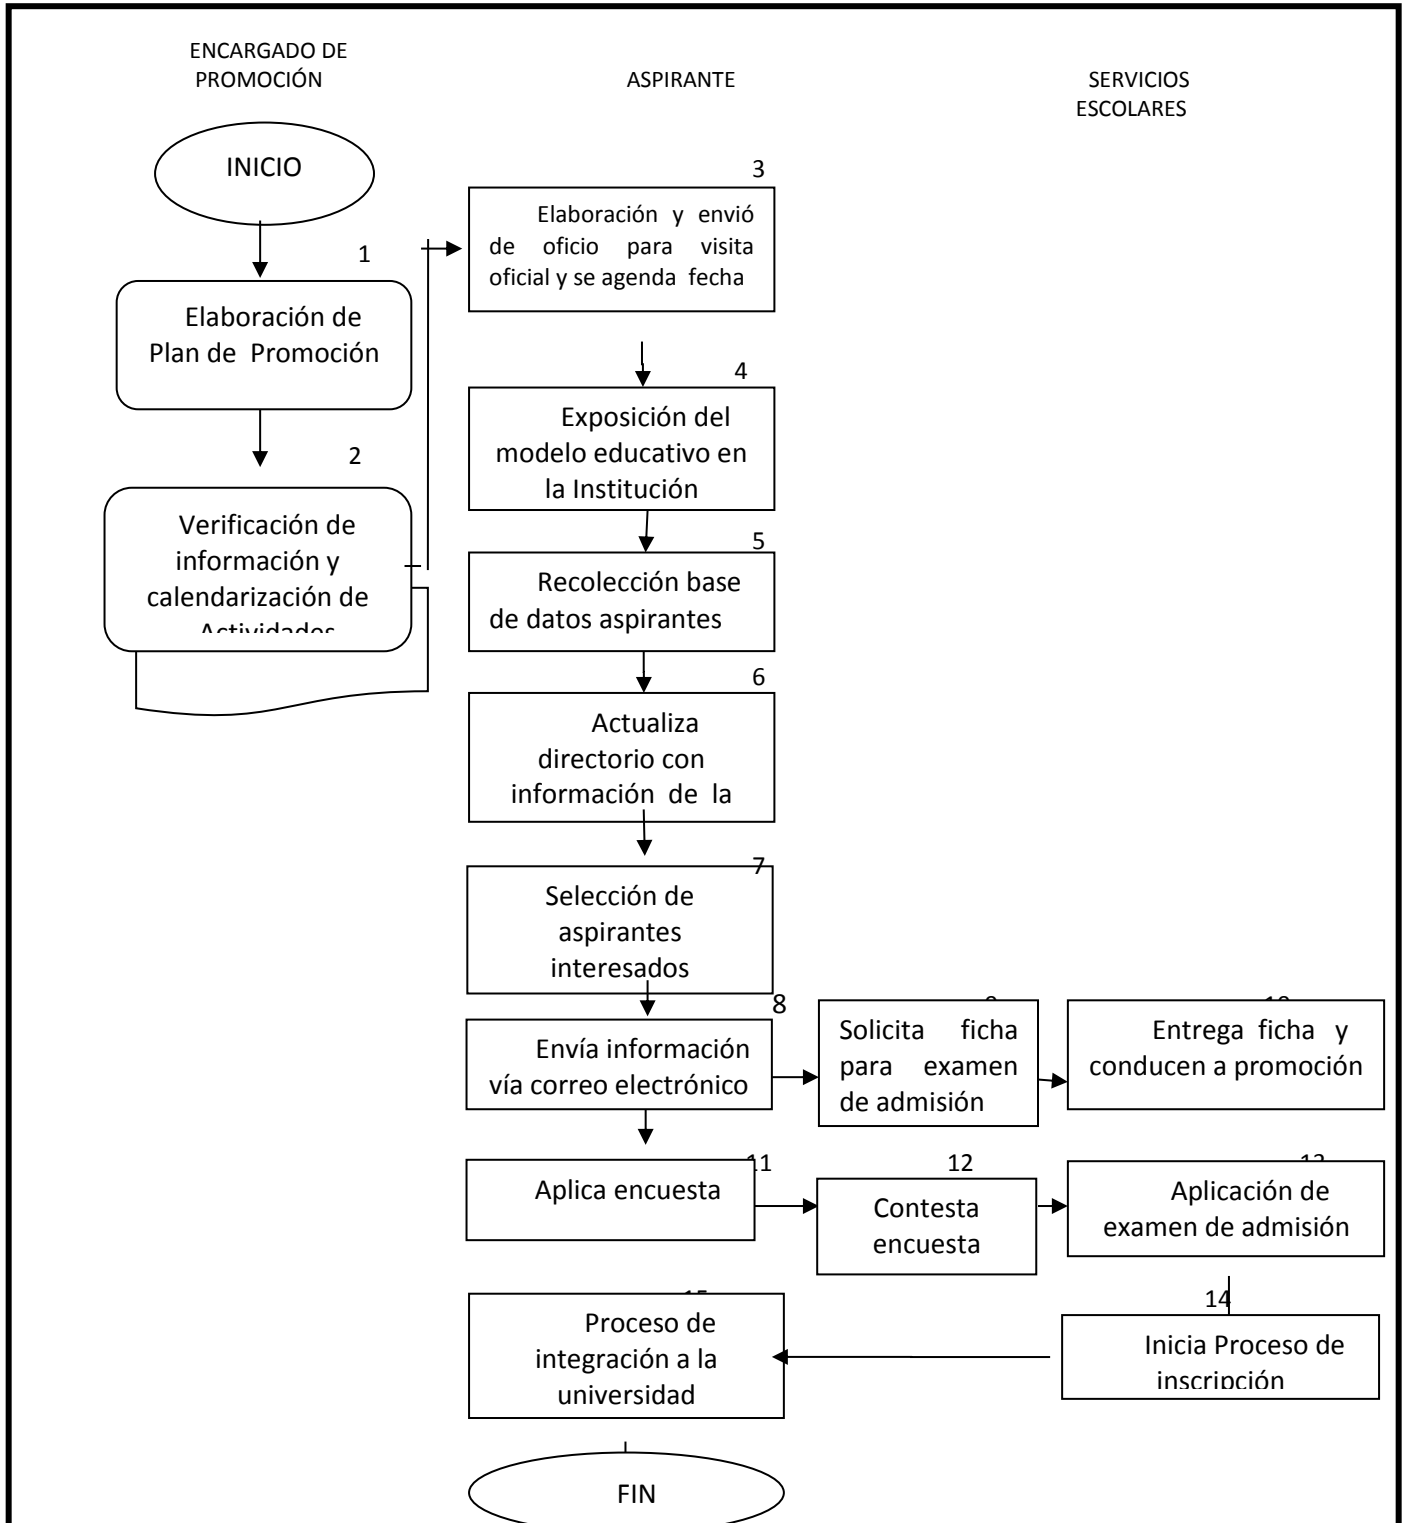 ENCARGADO DE
PROMOCIÓN
ASPIRANTE
SERVICIOS
ESCOLARES
INICIO
1
Elaboración de
Plan de Promoción
2
Verificación de
información y
calendarización de
Actividades
3
Elaboración y envió
de oficio para visita
oficial y se agenda fecha
4
Exposición del
modelo educativo en
la Institución
5
Recolección base
de datos aspirantes
6
Actualiza
directorio con
información de la
7
Selección de
aspirantes
interesados
8
Envía información
vía correo electrónico
Solicita ficha
para examen
de admisión
Entrega ficha y
conducen a promoción
11
Aplica encuesta
12
Contesta
encuesta
Aplicación de
examen de admisión
14
Inicia Proceso de
inscripción
15
Proceso de
integración a la
universidad
FIN